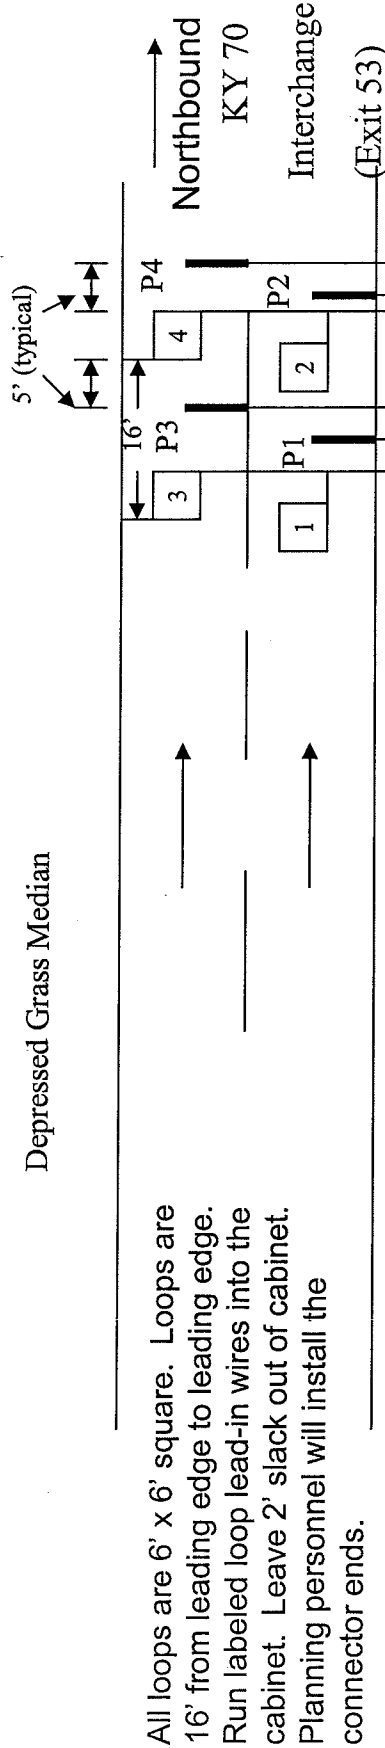 Depressed Grass Median
5' (typical)
16'
Northbound
KY 70
Interchange
(Exit 53)
3
P3
4
P4
1
P1
2
P2
All loops are 6' x 6' square. Loops are
16' from leading edge to leading edge.
Run labeled loop lead-in wires into the
cabinet. Leave 2' slack out of cabinet.
Planning personnel will install the
connector ends.